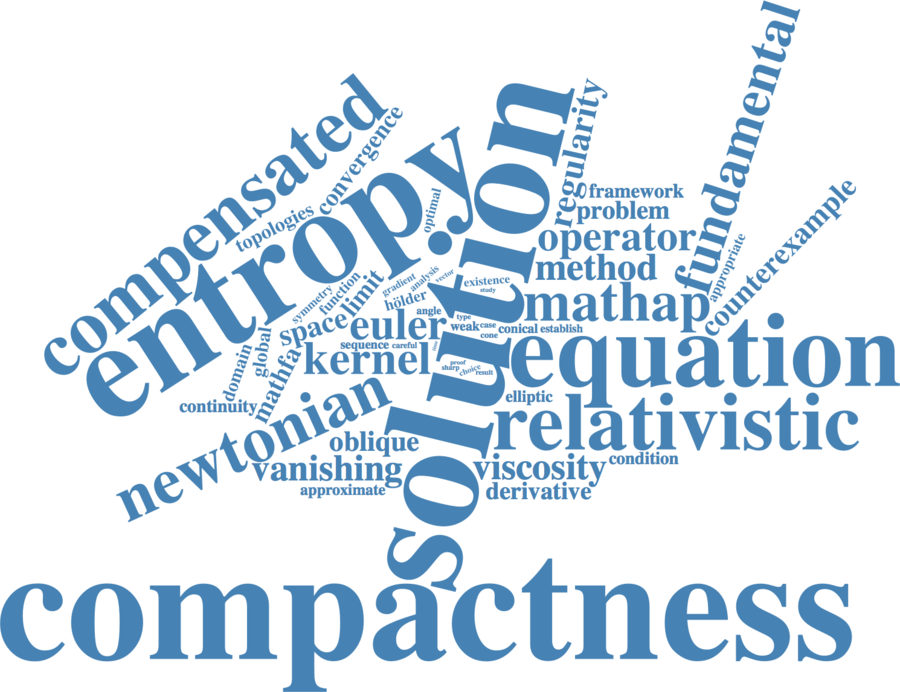 fundamental
compensated
convergence
entropy
solution
regularity
framework
problem
optimal
topologies
operator
method
counterexample
appropriate
gradient
analysis
vector
existence
study
symmetry
function
limit
hölder
mathap
space
euler
angle
type
weak
case
cone
conical
establish
domain
global
mathfa
sequence
careful
kernel
equation
proof
sharp
choice
result
elliptic
continuity
newtonian
relativistic
oblique
vanishing
viscosity
condition
approximate
derivative
compactness